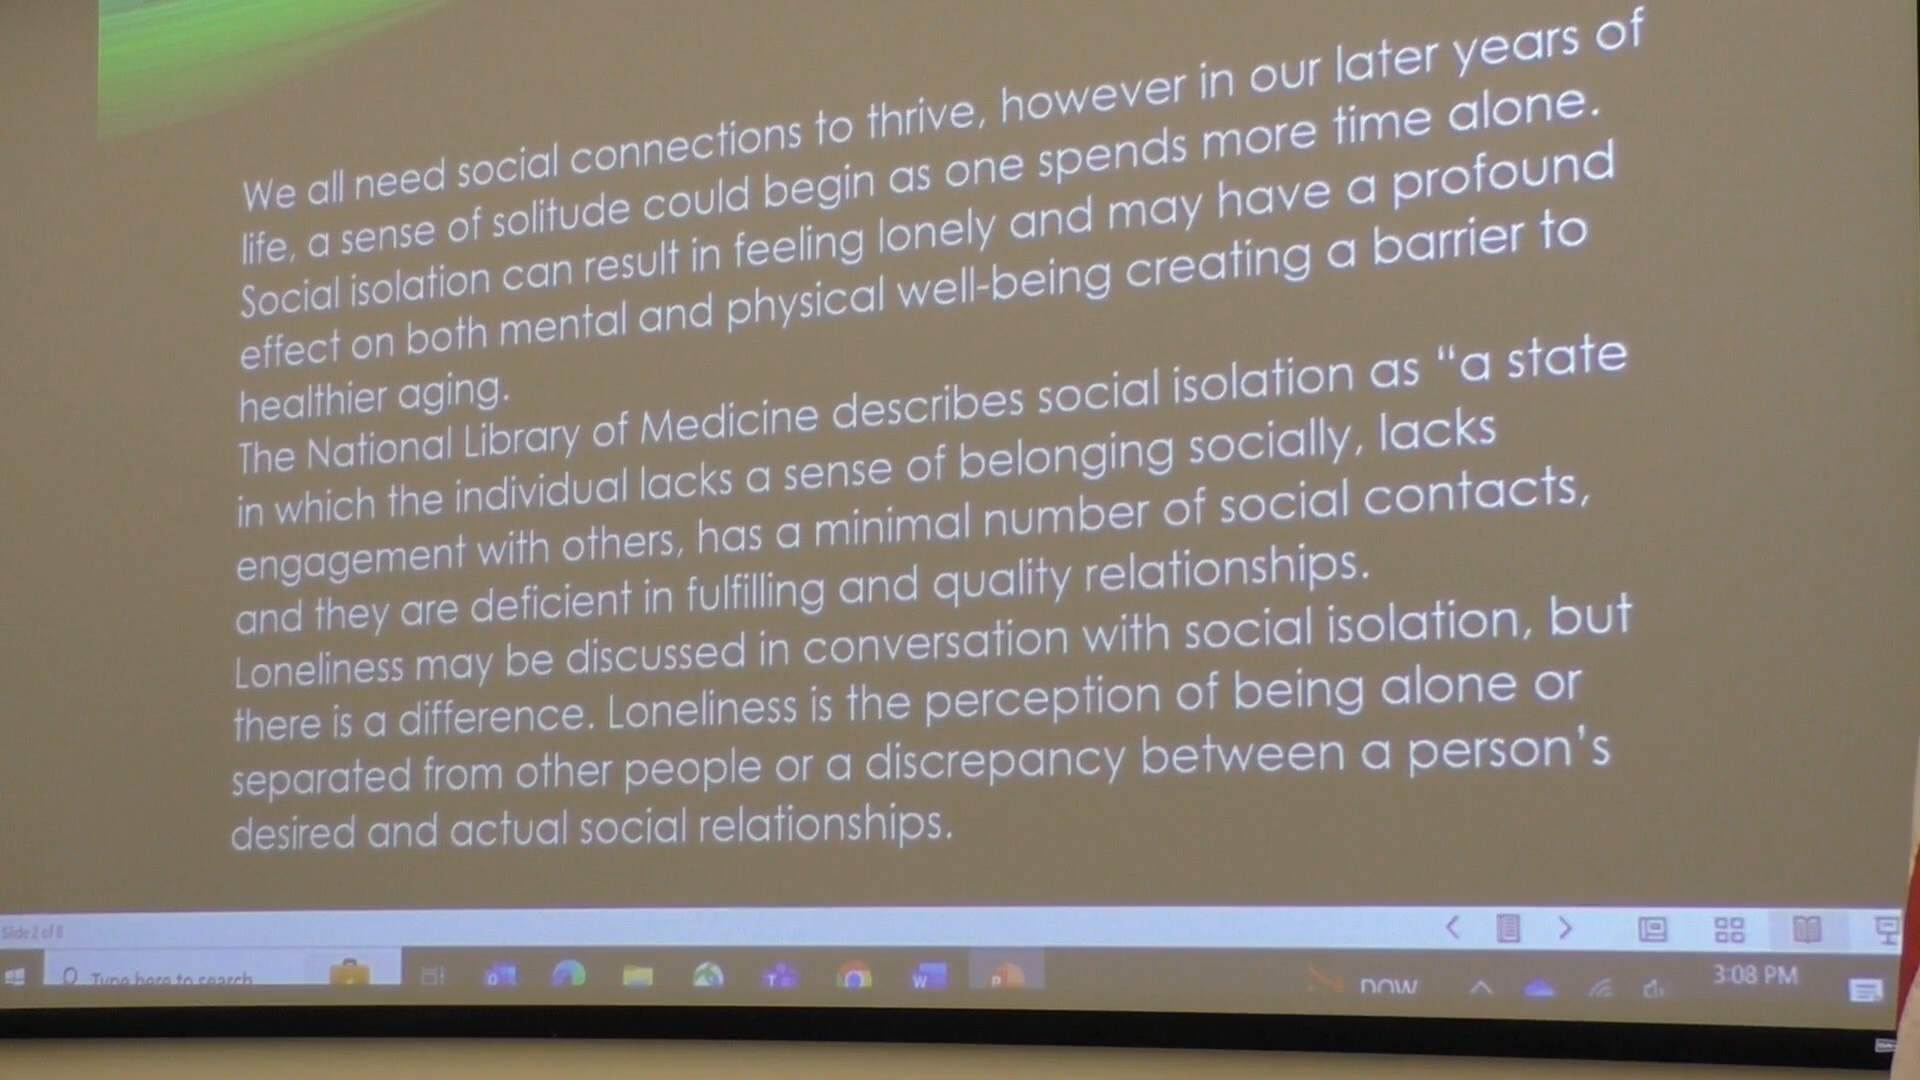 We all need social connections to thrive, however in our later years of
life, a sense of solitude could begin as one spends more time alone.
Social isolation can result in feeling lonely and may have a profound
effect on both mental and physical well-being creating a barrier to
healthier aging.
The National Library of Medicine describes social isolation as “a state
in which the individual lacks a sense of belonging socially, lacks
engagement with others, has a minimal number of social contacts,
and they are deficient in fulfilling and quality relationships.
Loneliness may be discussed in conversation with social isolation, but
there is a difference. Loneliness is the perception of being alone or
separated from other people or a discrepancy between a person's
desired and actual social relationships.
Slide 2 of 8
Type here to search
DOW
3:08 PM